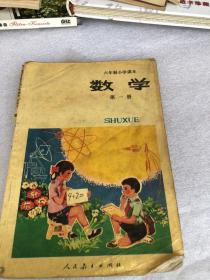 六年制小学课本
数学
第一册
SHUXUE
4+2=
人民教育出版社